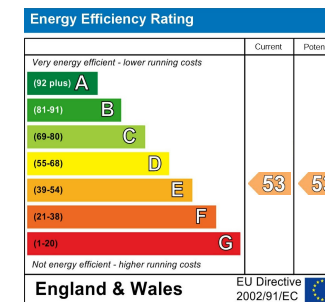 Energy Efficiency Rating
Current
Very energy efficient - lower running costs
(92 plus) A
(81-91) B
(69-80) C
(55-68) D
(39-54) E
53
(21-38) F
(1-20) G
Not energy efficient - higher running costs
England & Wales
EU Directive
2002/91/EC